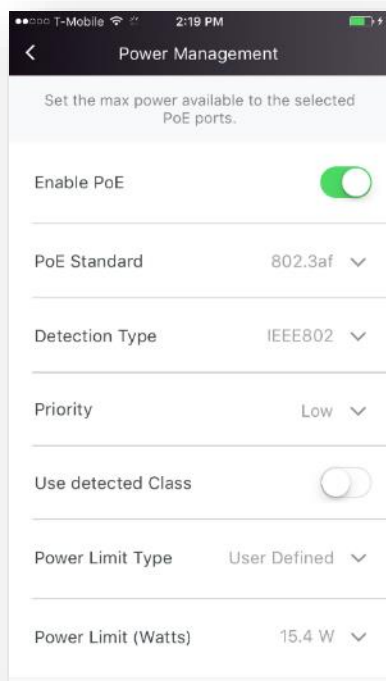 T-Mobile 2:19 PM
Power Management
Set the max power available to the selected
PoE ports.
Enable PoE
PoE Standard 802.3af
Detection Type IEEE802
Priority Low
Use detected Class
Power Limit Type User Defined
Power Limit (Watts) 15.4 W